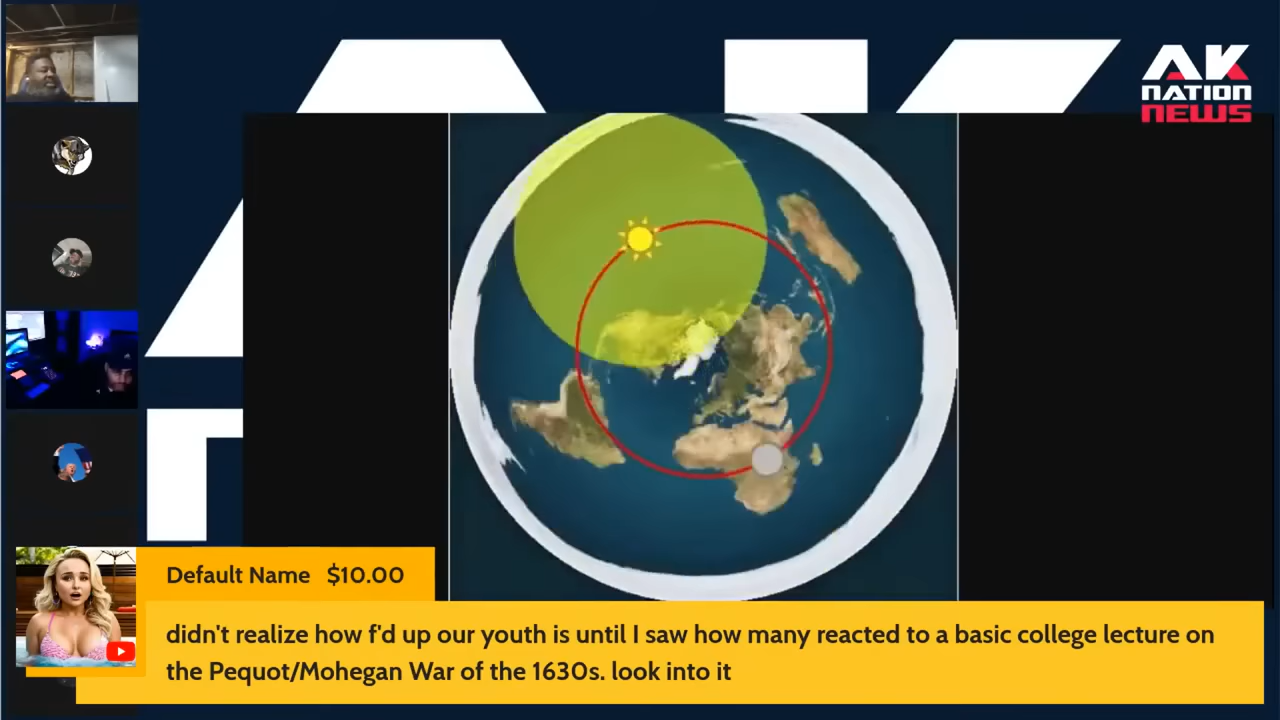 AK
NATION
NEWS
Default Name $10.00
didn't realize how f'd up our youth is until I saw how many reacted to a basic college lecture on
the Pequot/Mohegan War of the 1630s. look into it